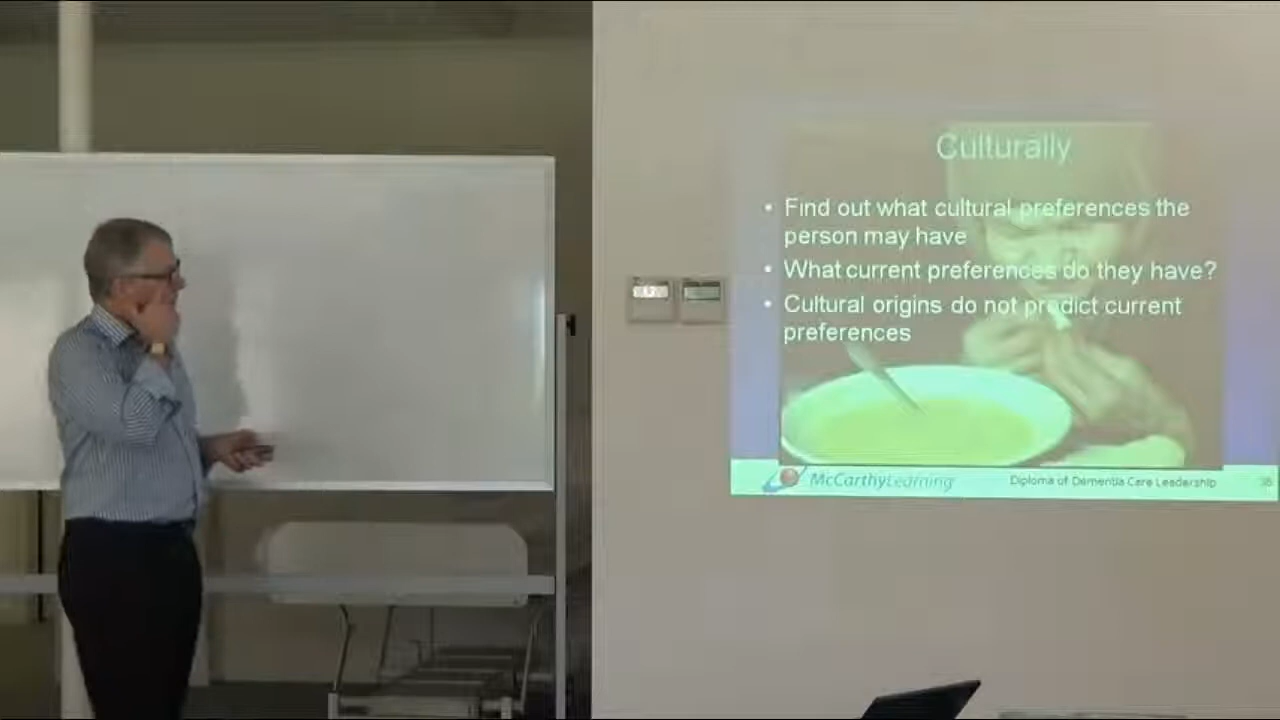 Culturally
• Find out what cultural preferences the
person may have
• What current preferences do they have?
• Cultural origins do not predict current
preferences
McCarthyLearning
Diploma of Dementia Care Leadership